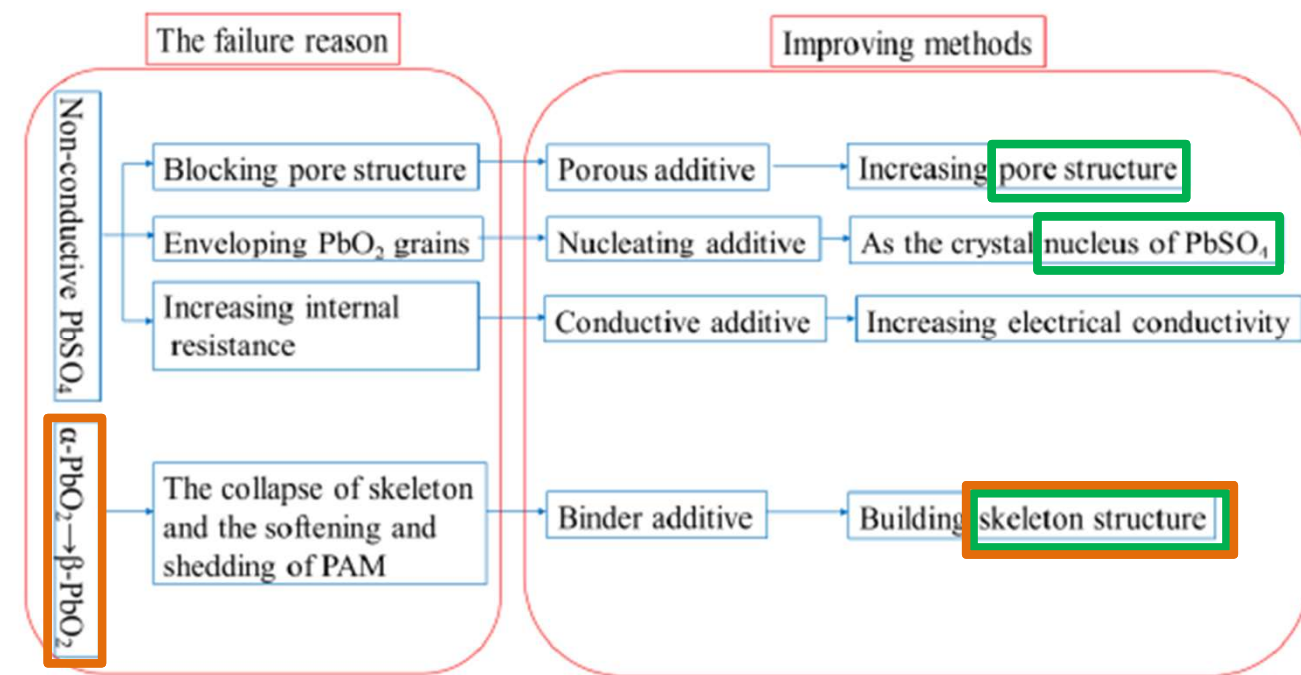 The failure reason
Improving methods
Non-conductive PbSO₄
Blocking pore structure
Porous additive
Increasing pore structure
Enveloping PbO₂ grains
Nucleating additive
As the crystal nucleus of PbSO₄
Increasing internal
resistance
Conductive additive
Increasing electrical conductivity
α-PbO₂→β-PbO₂
The collapse of skeleton
and the softening and
shedding of PAM
Binder additive
Building skeleton structure